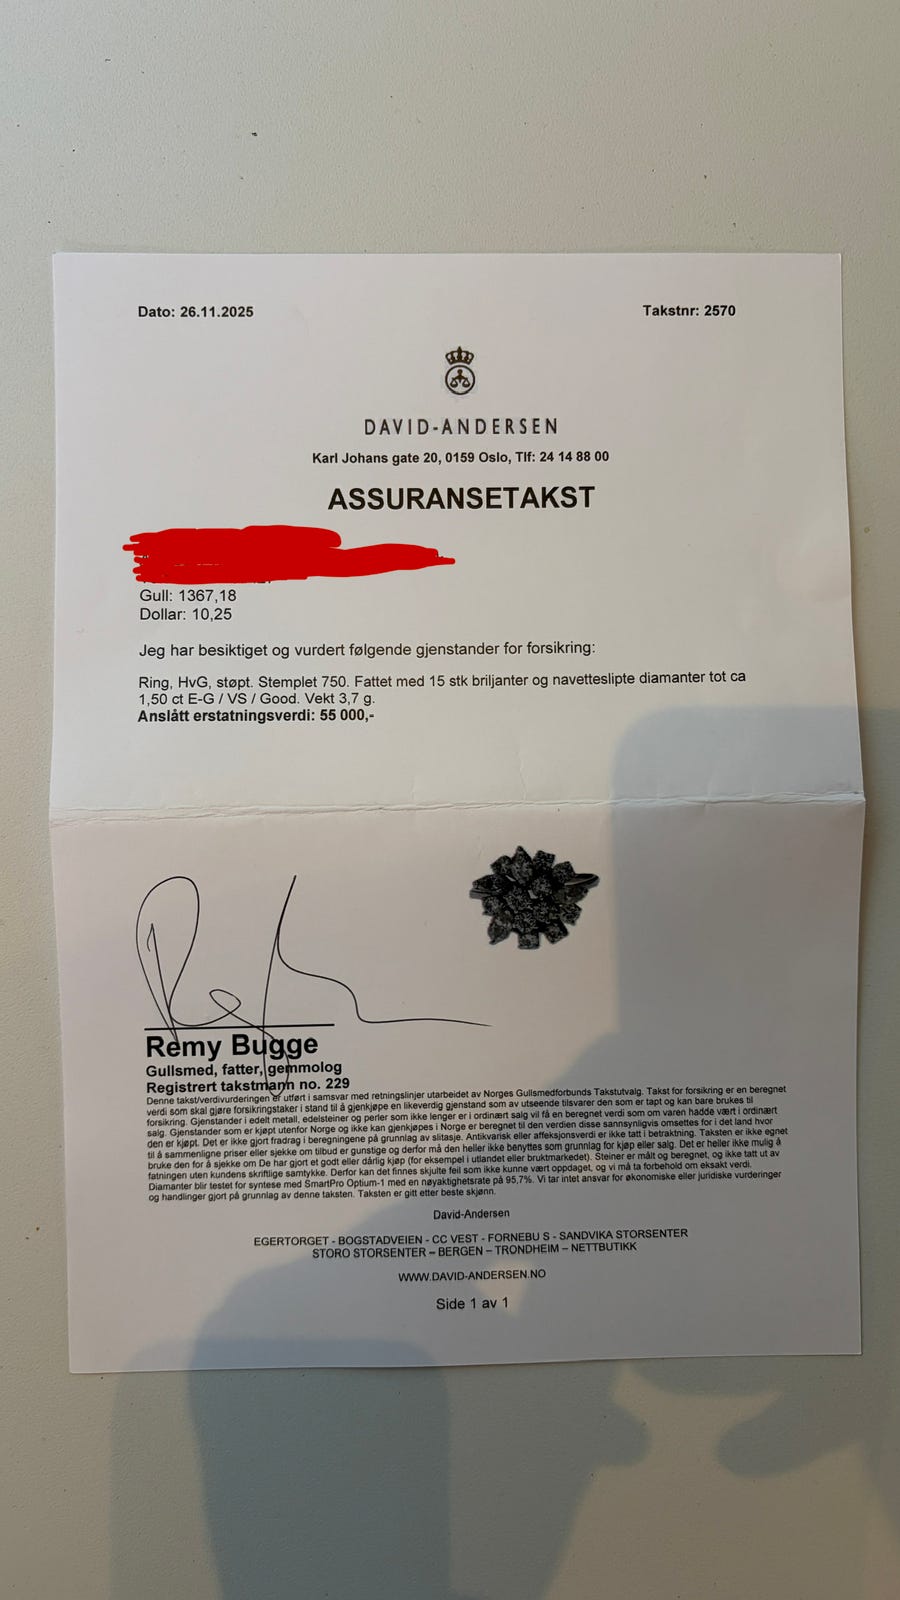 Dato: 26.11.2025
Takstnr: 2570
DAVID-ANDERSEN
Karl Johans gate 20, 0159 Oslo, Tlf: 24 14 88 00
ASSURANSETAKST
Gull: 1367,18
Dollar: 10,25
Jeg har besiktiget og vurdert følgende gjenstander for forsikring:
Ring, HvG, støpt. Stemplet 750. Fattet med 15 stk briljanter og navetteslipte diamanter tot ca
1,50 ct E-G / VS / Good. Vekt 3,7 g.
Anslått erstatningsverdi: 55 000,-
Remy Bugge
Gullsmed, fatter, gemmolog
Registrert takstmann no. 229
Denne takst/verdivurderingen er utført i samsvar med retningslinjer utarbeidet av Norges Gullsmedforbunds Takstutvalg. Takst for forsikring er en beregnet
verdi som skal gjøre forsikringstaker i stand til å gjenkjøpe en likeverdig gjenstand som av utseende tilsvarer den som er tapt og kan bare brukes til
forsikring. Gjenstander i edelt metall, edelsteiner og perler som ikke lenger er i ordinært salg vil få en beregnet verdi som om varen hadde vært i ordinært
salg. Gjenstander som er kjøpt utenfor Norge og ikke kan gjenkjøpes i Norge er beregnet til den verdien disse sannsynligvis omsettes for i det land hvor
den er kjøpt. Det er ikke gjort fradrag i beregningene på grunnlag av slitasje. Antikvarisk eller affeksjonsverdi er ikke tatt i betraktning. Taksten er ikke egnet
til å sammenligne priser eller sjekke om tilbud er gunstige og derfor må den heller ikke benyttes som grunnlag for kjøp eller salg. Det er heller ikke mulig å
bruke den for å sjekke om De har gjort et godt eller dårlig kjøp (for eksempel i utlandet eller bruktmarkedet). Steiner er målt og beregnet, og ikke tatt ut av
fatningen uten kundens skriftlige samtykke. Derfor kan det finnes skjulte feil som ikke kunne vært oppdaget, og vi må ta forbehold om eksakt verdi.
Diamanter blir testet for syntese med SmartPro Optium-1 med en nøyaktighetsrate på 95,7%. Vi tar intet ansvar for økonomiske eller juridiske vurderinger
og handlinger gjort på grunnlag av denne taksten. Taksten er gitt etter beste skjønn.
David-Andersen
EGERTORGET - BOGSTADVEIEN - CC VEST - FORNEBU S - SANDVIKA STORSENTER
STORO STORSENTER – BERGEN – TRONDHEIM – NETTBUTIKK
WWW.DAVID-ANDERSEN.NO
Side 1 av 1